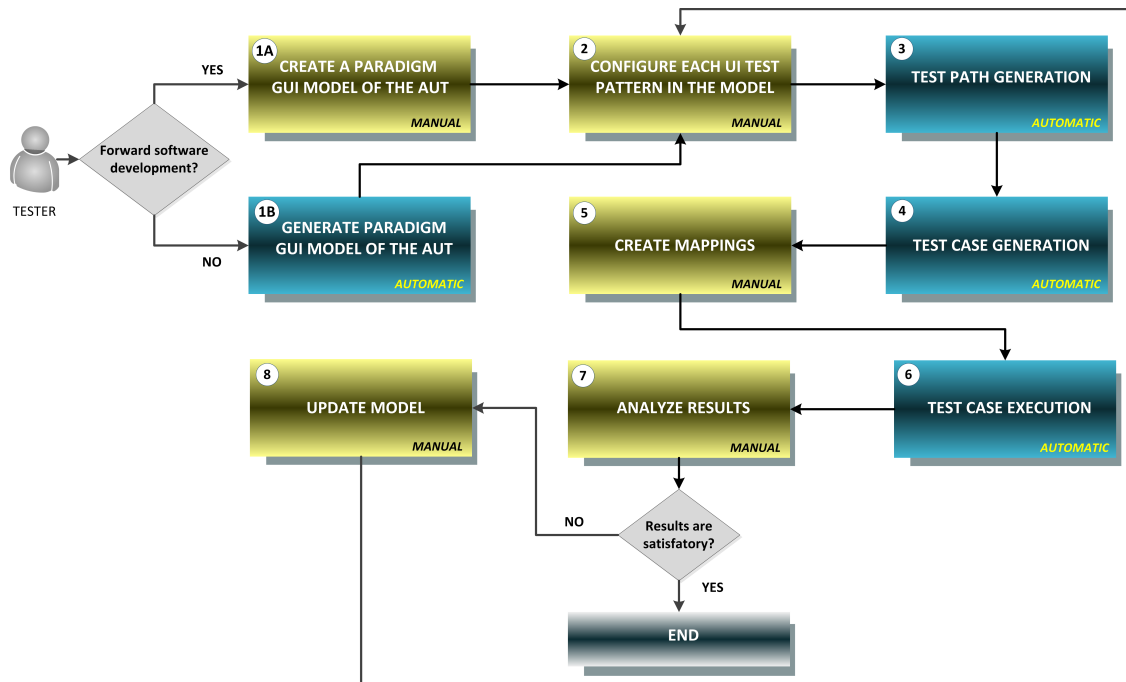 1A
CREATE A PARADIGM
GUI MODEL OF THE AUT
MANUAL
2
CONFIGURE EACH UI TEST
PATTERN IN THE MODEL
MANUAL
3
TEST PATH GENERATION
AUTOMATIC
YES
Forward software
development?
TESTER
NO
1B
GENERATE PARADIGM
GUI MODEL OF THE AUT
AUTOMATIC
5
CREATE MAPPINGS
MANUAL
4
TEST CASE GENERATION
AUTOMATIC
8
UPDATE MODEL
MANUAL
7
ANALYZE RESULTS
MANUAL
6
TEST CASE EXECUTION
AUTOMATIC
NO
Results are
satisfatory?
YES
END